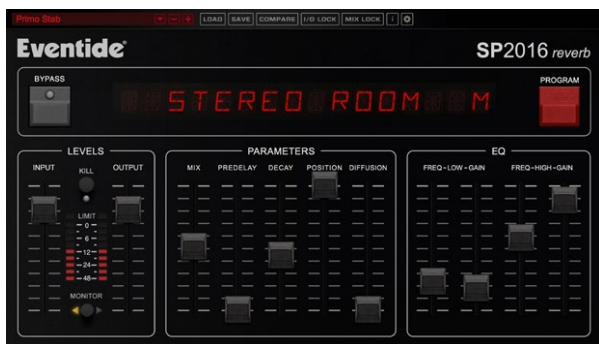 Primo Stab
LOAD SAVE COMPARE I/O LOCK MIX LOCK i
Eventide
SP2016 reverb
BYPASS
STEREO ROOM M
PROGRAM
LEVELS
INPUT KILL OUTPUT
LIMIT
0
6
12
24
48
MONITOR
PARAMETERS
MIX PREDELAY DECAY POSITION DIFFUSION
EQ
FREQ-LOW-GAIN FREQ-HIGH-GAIN